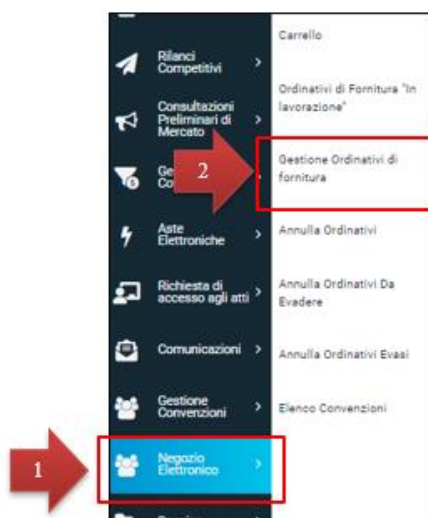 Rilanci
Competitivi
Consultazioni
Preliminari di
Mercato
Ge
Co
Aste
Elettroniche
Richiesta di
accesso agli atti
Comunicazioni
Gestione
Convenzioni
Negozio
Elettronico
Carrello
Ordinativi di Fornitura "In
lavorazione"
Gestione Ordinativi di
fornitura
Annulla Ordinativi
Annulla Ordinativi Da
Evadere
Annulla Ordinativi Evasi
Elenco Convenzioni
1
2